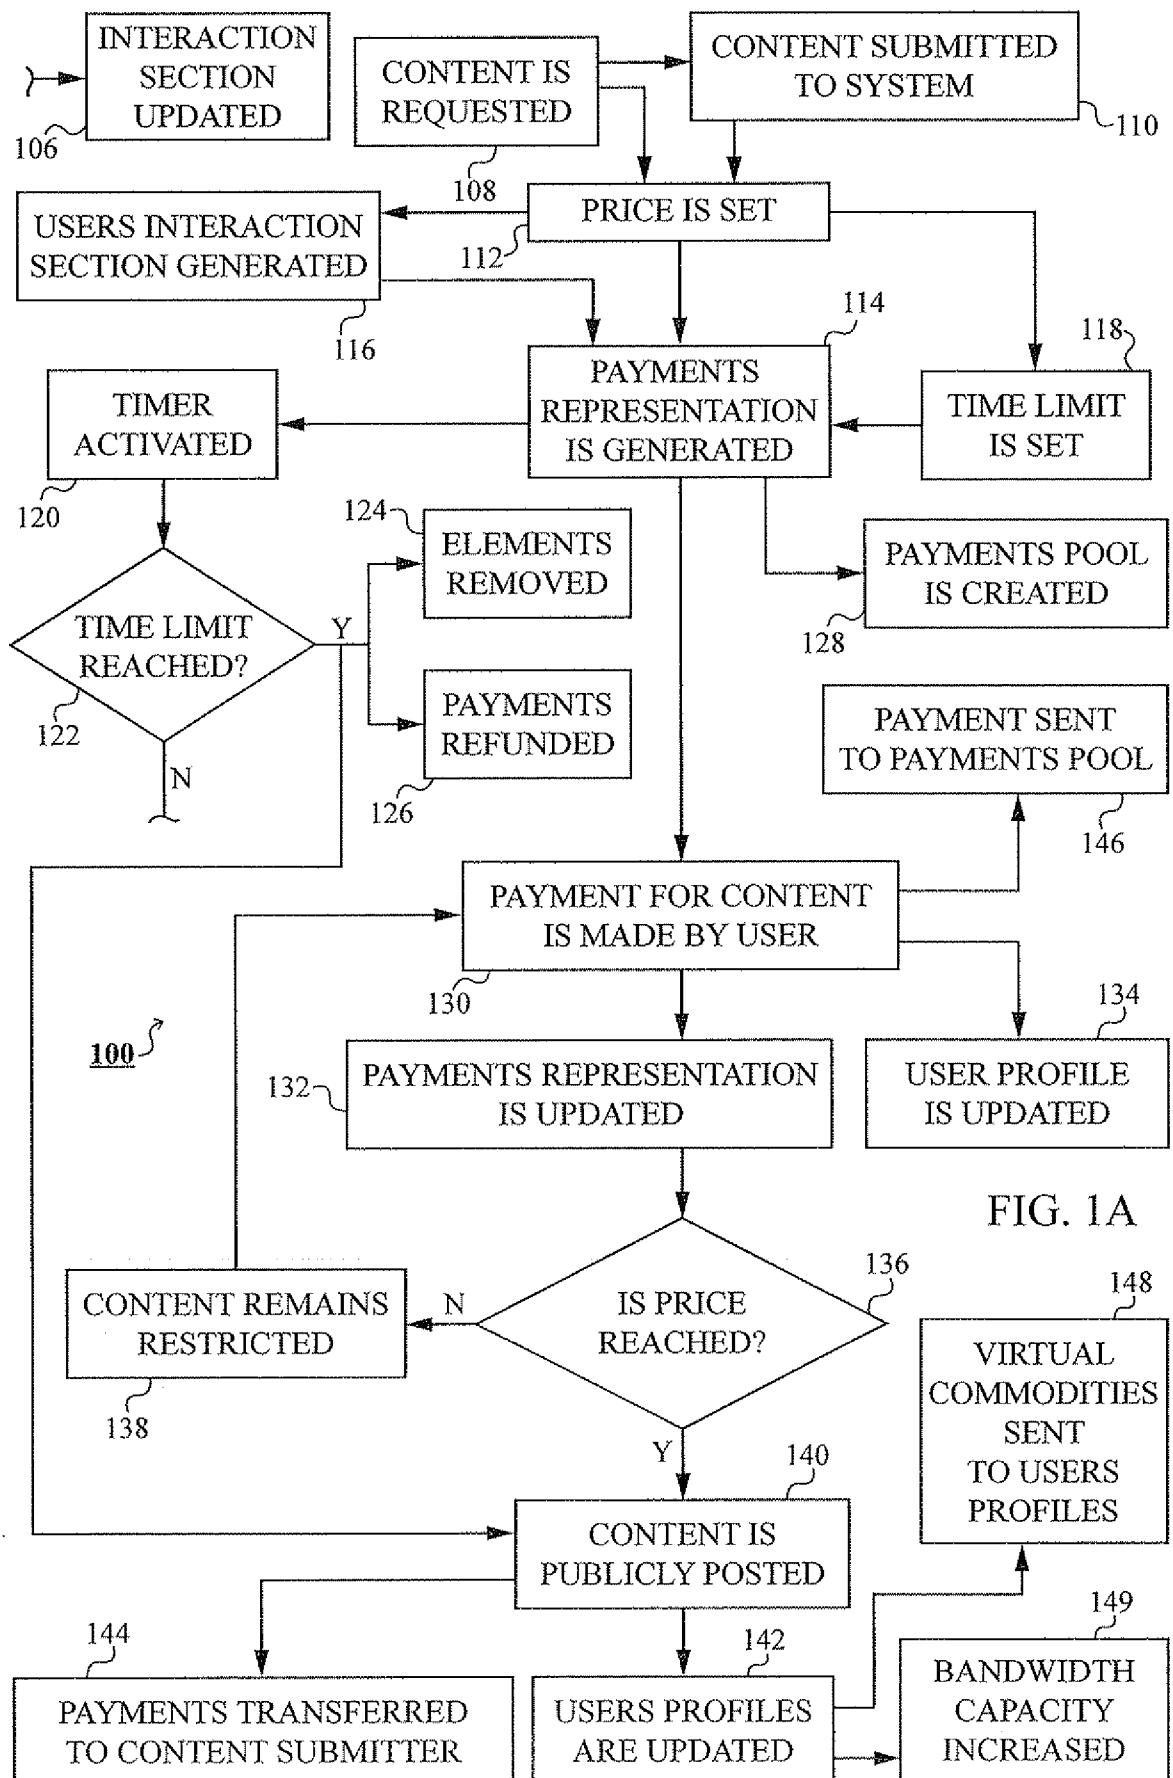 INTERACTION
SECTION
UPDATED
106
CONTENT IS
REQUESTED
108
CONTENT SUBMITTED
TO SYSTEM
110
PRICE IS SET
112
USERS INTERACTION
SECTION GENERATED
116
114
PAYMENTS
REPRESENTATION
IS GENERATED
118
TIME LIMIT
IS SET
TIMER
ACTIVATED
120
124
ELEMENTS
REMOVED
PAYMENTS POOL
IS CREATED
128
TIME LIMIT
REACHED?
122
Y
N
PAYMENTS
REFUNDED
126
PAYMENT SENT
TO PAYMENTS POOL
146
PAYMENT FOR CONTENT
IS MADE BY USER
130
134
100
132
PAYMENTS REPRESENTATION
IS UPDATED
USER PROFILE
IS UPDATED
FIG. 1A
136
IS PRICE
REACHED?
N
Y
CONTENT REMAINS
RESTRICTED
138
148
VIRTUAL
COMMODITIES
SENT
TO USERS
PROFILES
140
CONTENT IS
PUBLICLY POSTED
144
PAYMENTS TRANSFERRED
TO CONTENT SUBMITTER
142
USERS PROFILES
ARE UPDATED
149
BANDWIDTH
CAPACITY
INCREASED